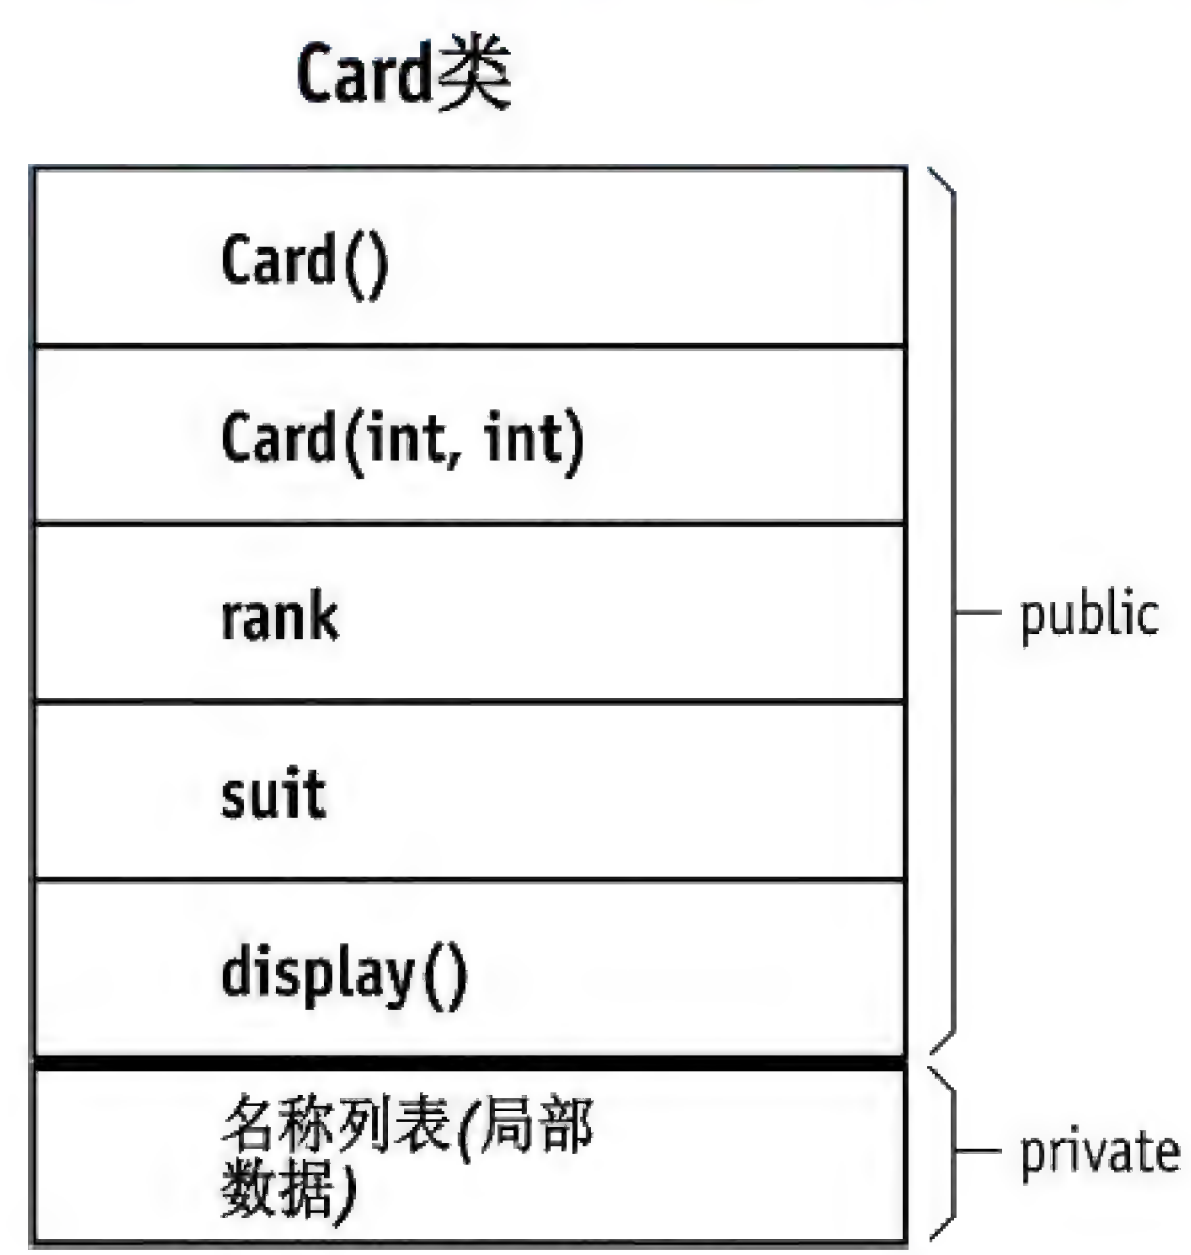 Card类
Card()
Card(int, int)
rank
suit
display()
public
名称列表(局部
数据)
private